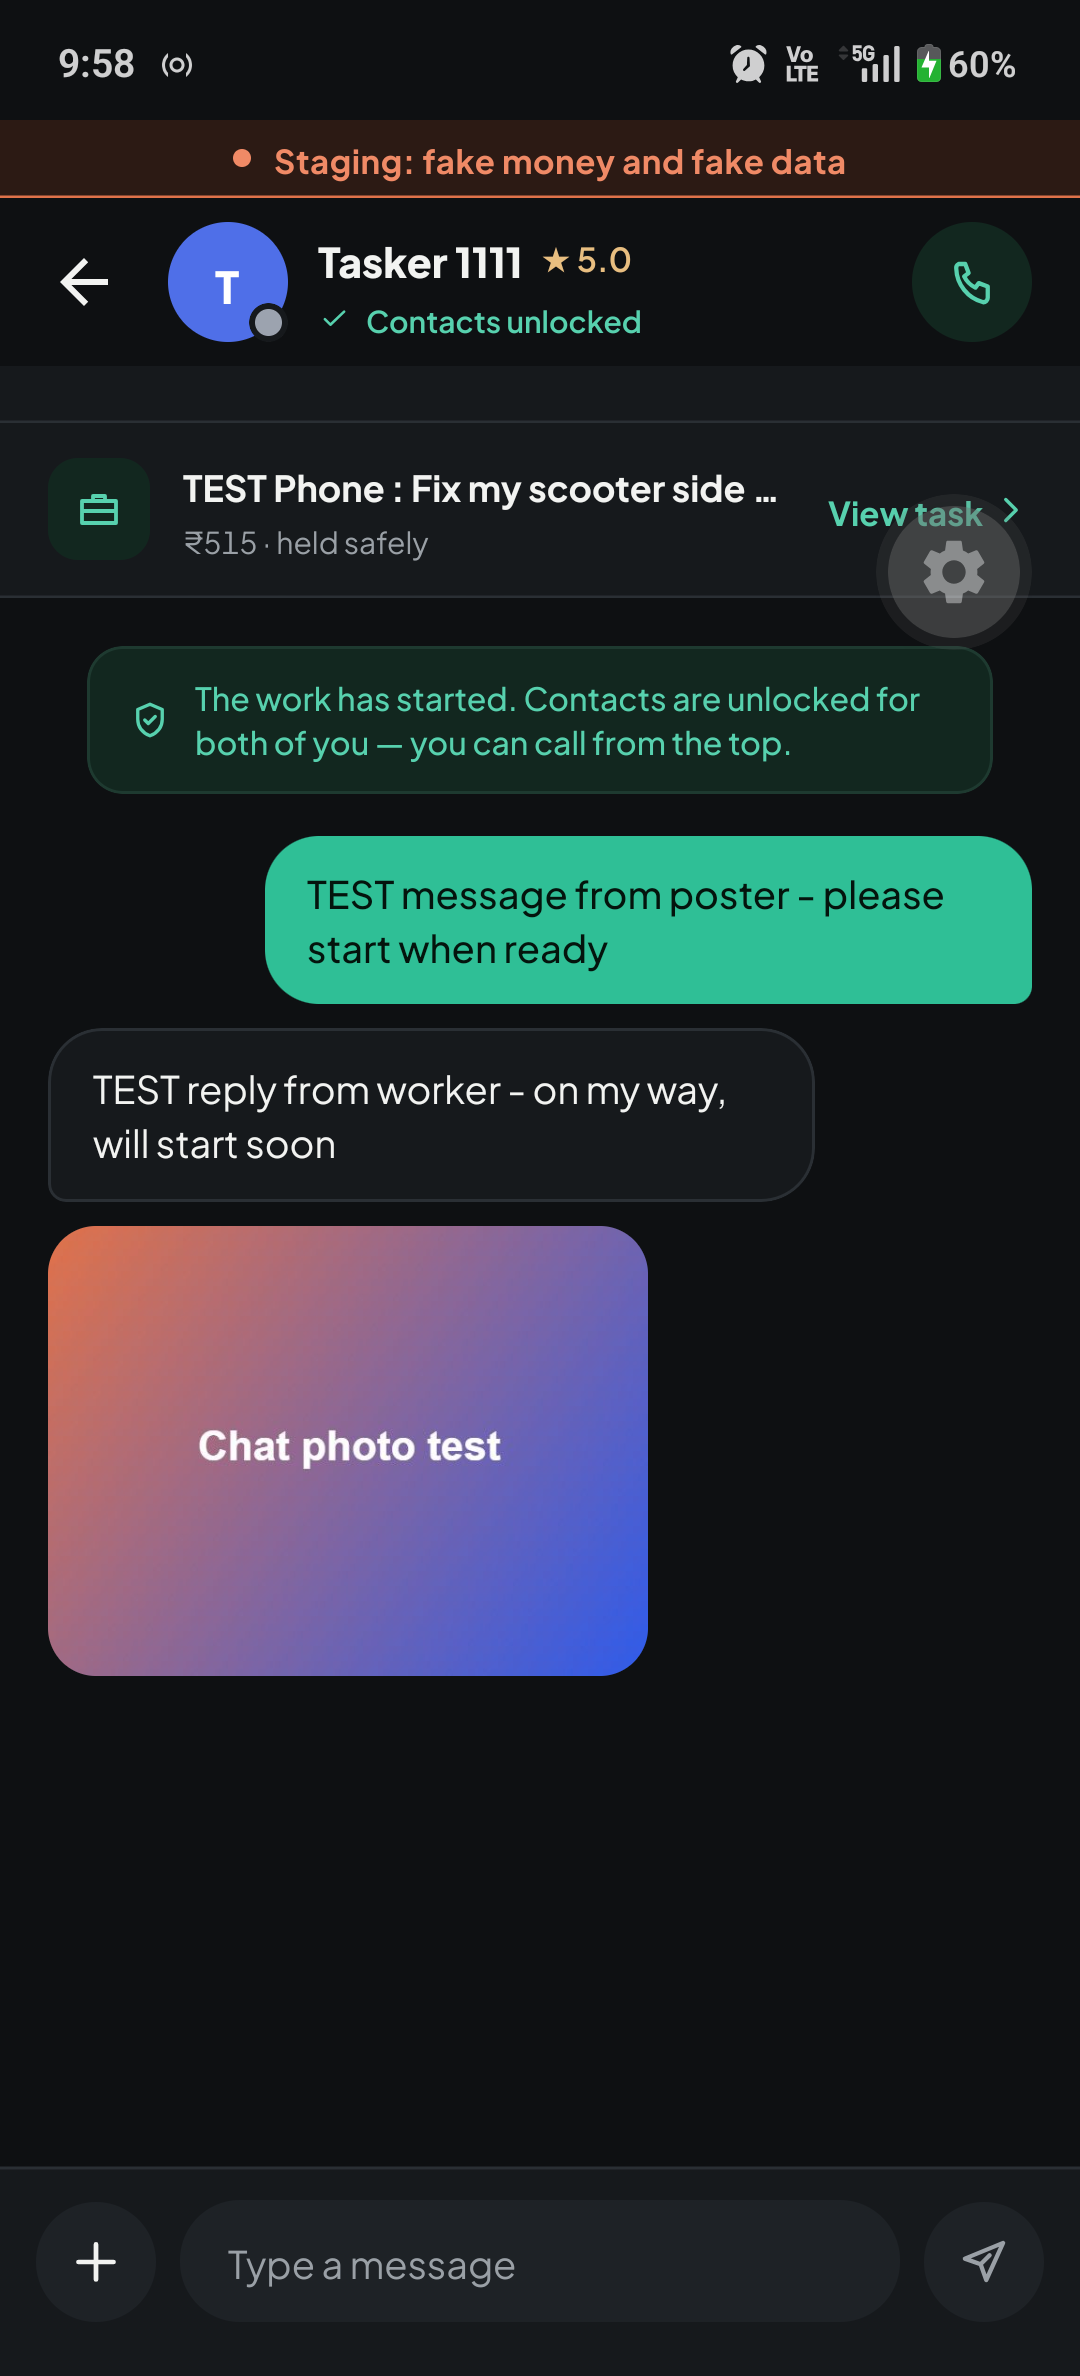 9:58
Vo LTE
5G
60%
Staging: fake money and fake data
T
Tasker 1111 ★ 5.0
Contacts unlocked
TEST Phone : Fix my scooter side ...
₹515 · held safely
View task
The work has started. Contacts are unlocked for
both of you — you can call from the top.
TEST message from poster - please
start when ready
TEST reply from worker - on my way,
will start soon
Chat photo test
Type a message